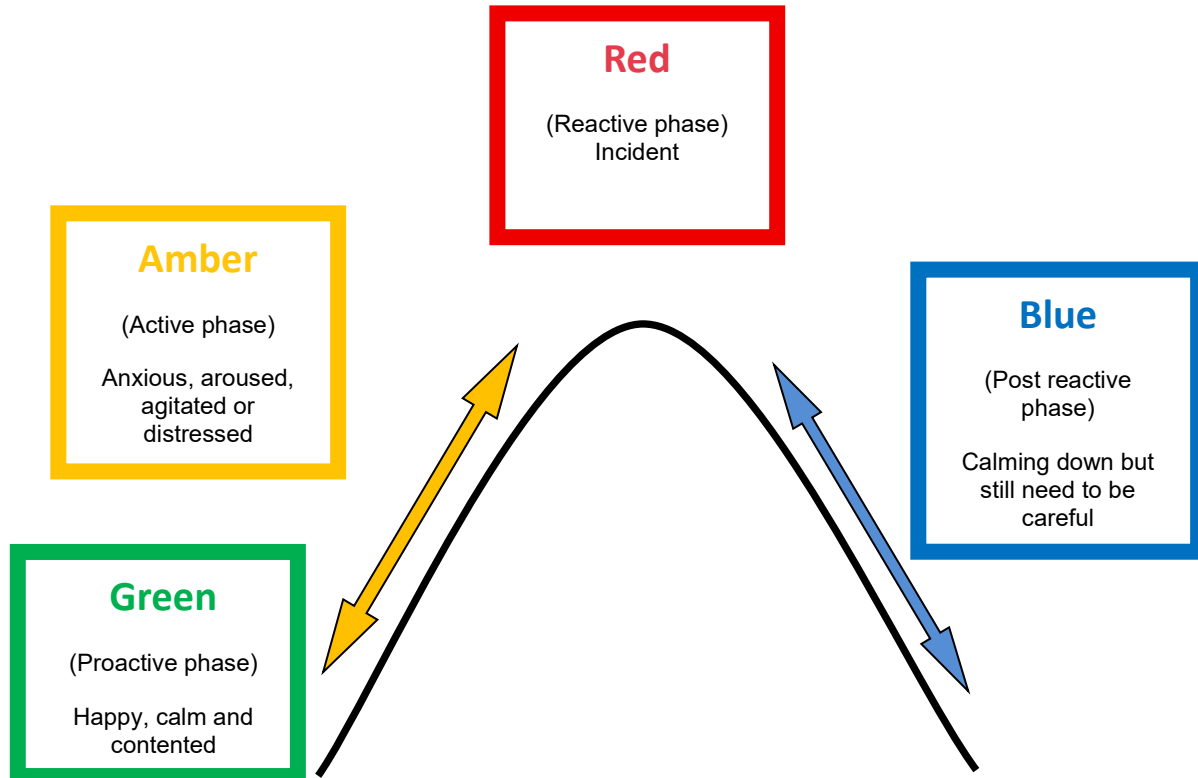 Red
(Reactive phase)
Incident
Amber
(Active phase)
Anxious, aroused,
agitated or
distressed
Blue
(Post reactive
phase)
Calming down but
still need to be
careful
Green
(Proactive phase)
Happy, calm and
contented